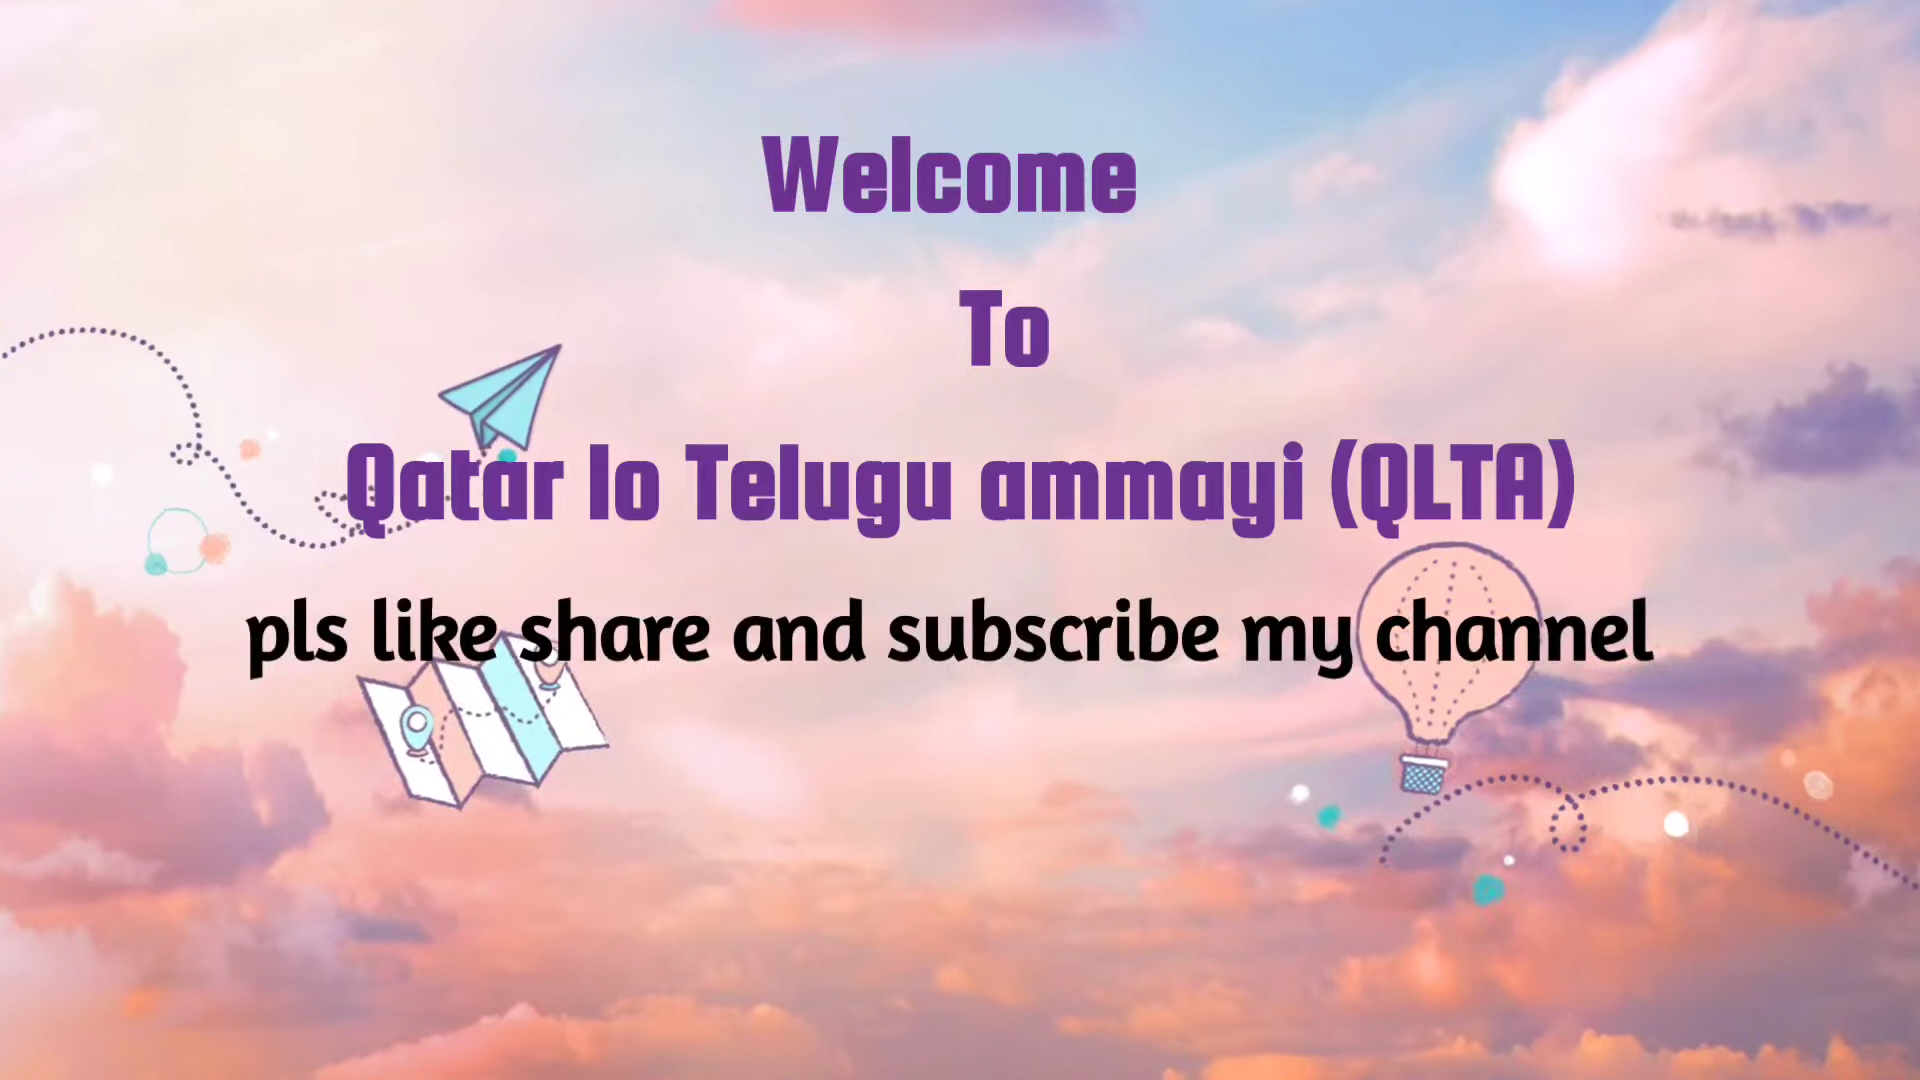 Welcome
To
Qatar lo Telugu ammayi (QLTA)
pls like share and subscribe my channel